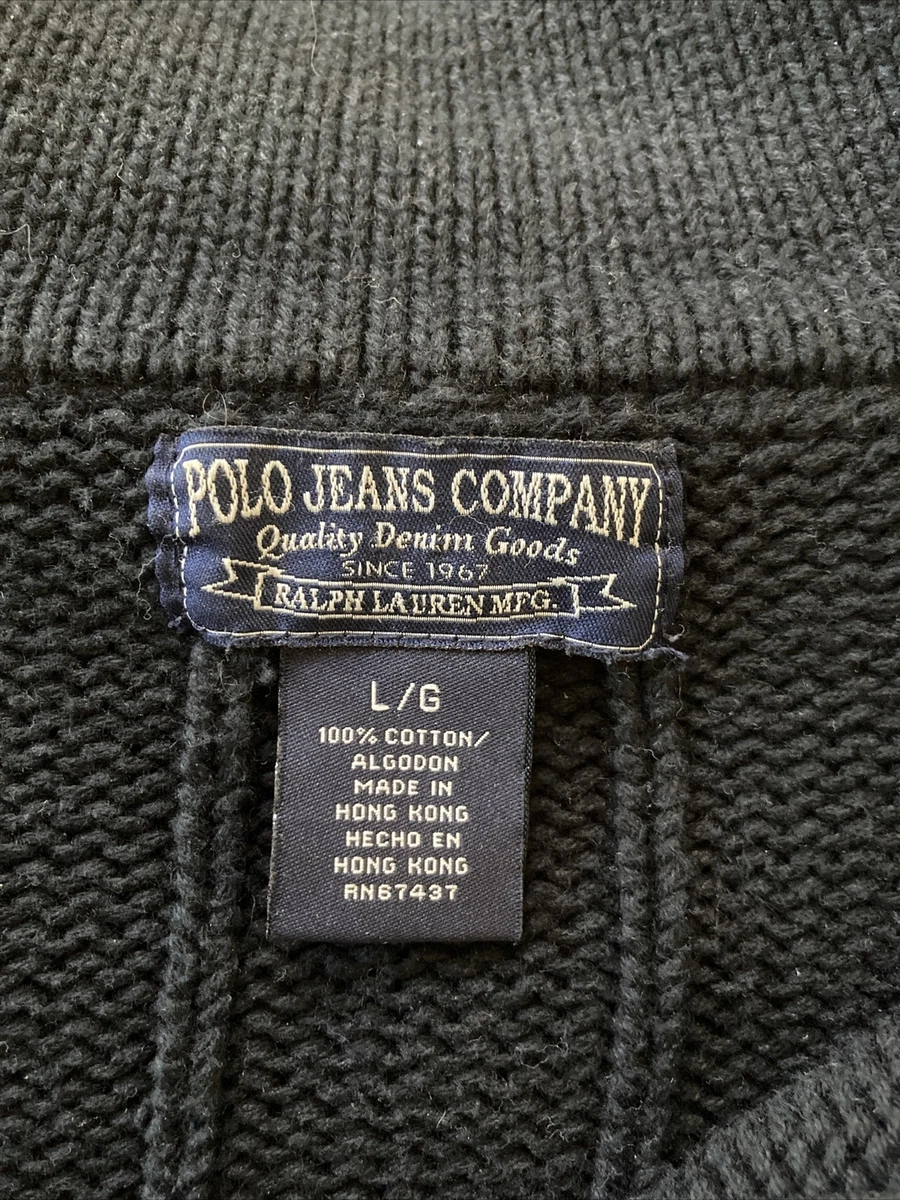 POLO JEANS COMPANY
Quality Denim Goods
SINCE 1967
RALPH LAUREN MFG.
L/G
100% COTTON/
ALGODON
MADE IN
HONG KONG
HECHO EN
HONG KONG
RN67437